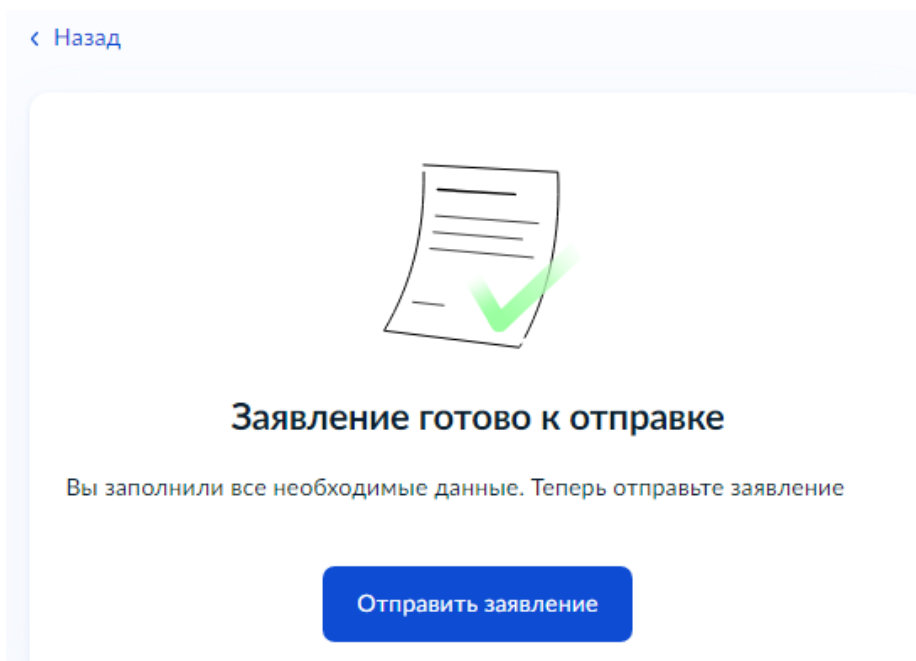 Назад
Заявление готово к отправке
Вы заполнили все необходимые данные. Теперь отправьте заявление
Отправить заявление